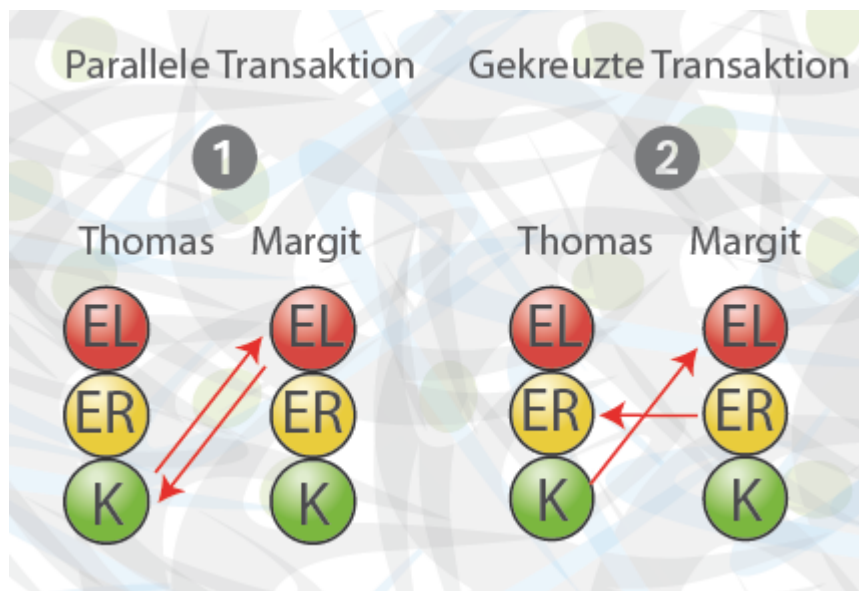 Parallele Transaktion
Gekreuzte Transaktion
1
2
Thomas Margit
Thomas Margit
EL EL
ER ER
K K
EL EL
ER ER
K K